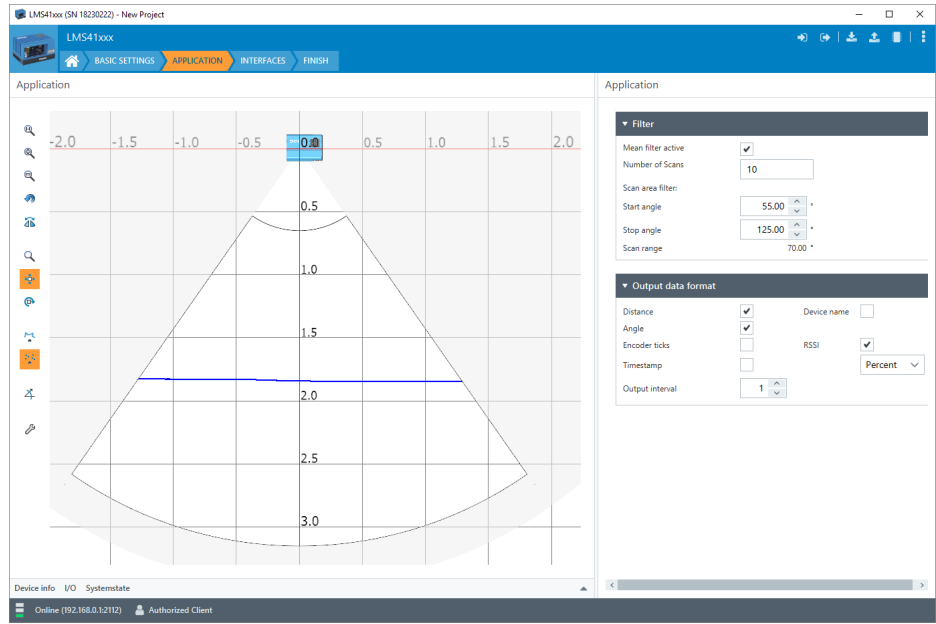 LMS41xxx (SN 18230222) - New Project
LMS41xxx
BASIC SETTINGS APPLICATION INTERFACES FINISH
Application
-2.0 -1.5 -1.0 -0.5 0.0 0.5 1.0 1.5 2.0
0.5
1.0
1.5
2.0
2.5
3.0
Application
Filter
Mean filter active
Number of Scans 10
Scan area filter:
Start angle 55.00 °
Stop angle 125.00 °
Scan range 70.00 °
Output data format
Distance Device name
Angle
Encoder ticks RSSI
Timestamp Percent
Output interval 1
Device info I/O Systemstate
Online (192.168.0.1:2112) Authorized Client